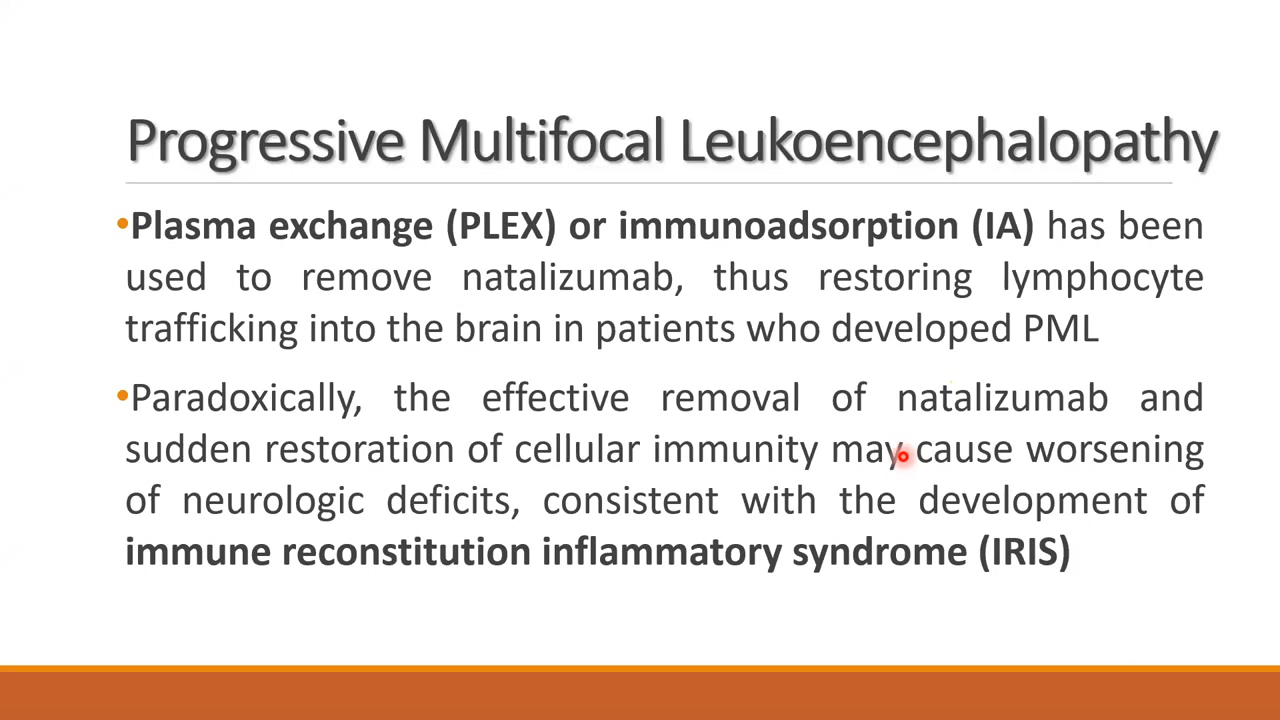 Progressive Multifocal Leukoencephalopathy
•Plasma exchange (PLEX) or immunoadsorption (IA) has been
used to remove natalizumab, thus restoring lymphocyte
trafficking into the brain in patients who developed PML
•Paradoxically, the effective removal of natalizumab and
sudden restoration of cellular immunity may cause worsening
of neurologic deficits, consistent with the development of
immune reconstitution inflammatory syndrome (IRIS)